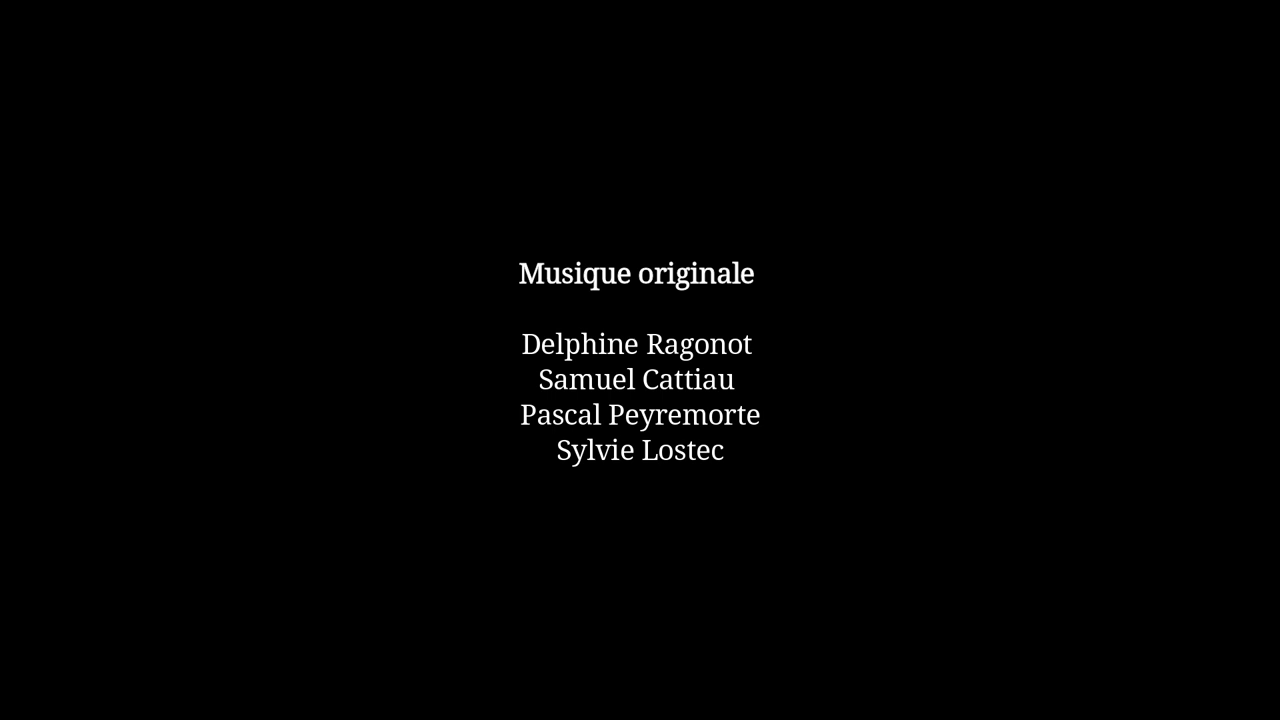 Musique originale
Delphine Ragonot
Samuel Cattiau
Pascal Peyremorte
Sylvie Lostec